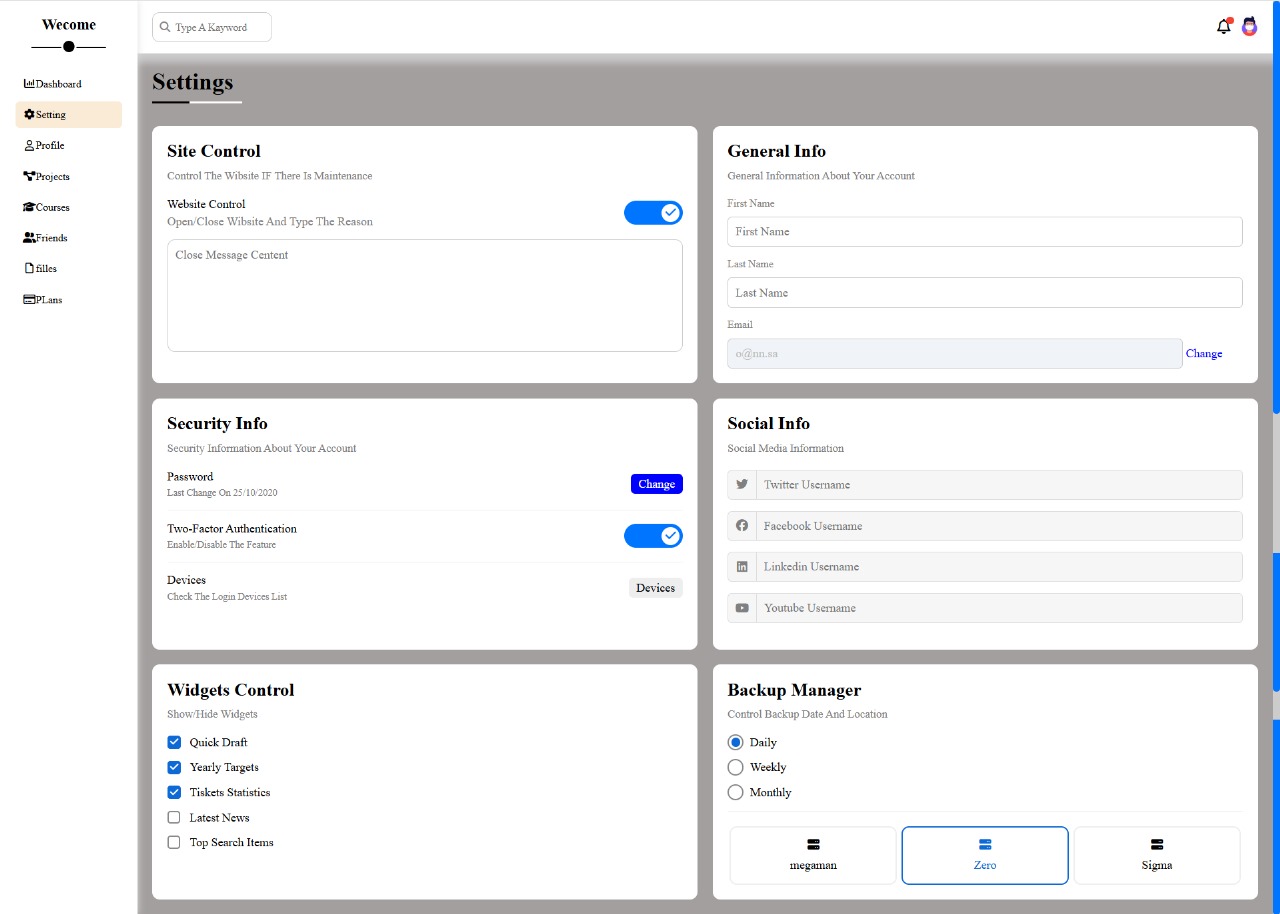 Wecome
Type A Kayword
Dashboard
Setting
Profile
Projects
Courses
Friends
filles
PLans
Settings
Site Control
Control The Wibsite IF There Is Maintenance
Website Control
Open/Close Wibsite And Type The Reason
Close Message Centent
General Info
General Information About Your Account
First Name
First Name
Last Name
Last Name
Email
o@nn.sa
Change
Security Info
Security Information About Your Account
Password
Last Change On 25/10/2020
Change
Two-Factor Authentication
Enable/Disable The Feature
Devices
Check The Login Devices List
Devices
Social Info
Social Media Information
Twitter Username
Facebook Username
Linkedin Username
Youtube Username
Widgets Control
Show/Hide Widgets
Quick Draft
Yearly Targets
Tiskets Statistics
Latest News
Top Search Items
Backup Manager
Control Backup Date And Location
Daily
Weekly
Monthly
megaman
Zero
Sigma